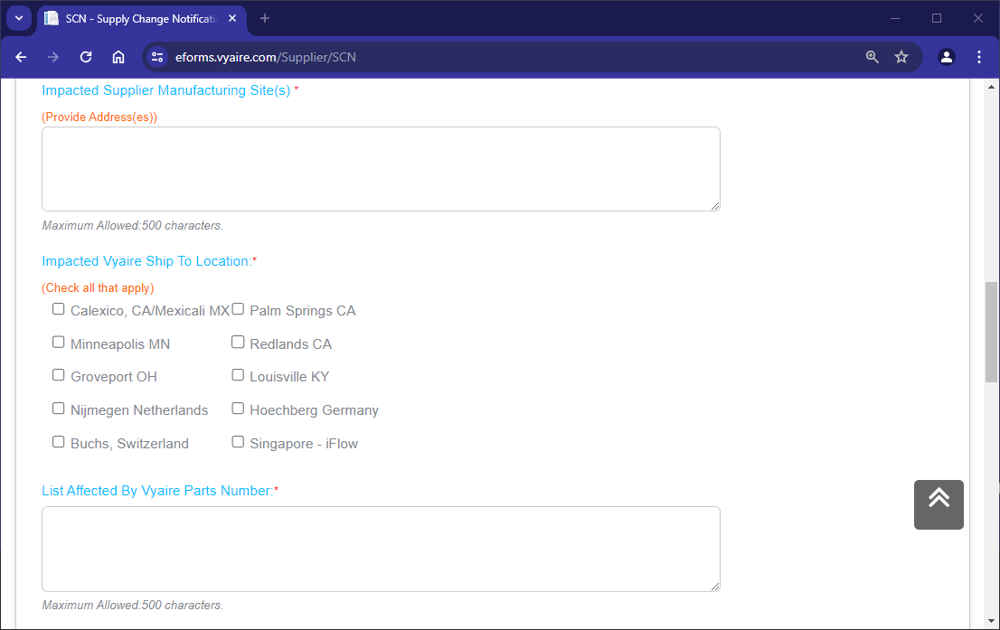 SCN - Supply Change Notificati
eforms.vyaire.com/Supplier/SCN
Impacted Supplier Manufacturing Site(s) *
(Provide Address(es))
Maximum Allowed:500 characters.
Impacted Vyaire Ship To Location:*
(Check all that apply)
Calexico, CA/Mexicali MX Palm Springs CA
Minneapolis MN Redlands CA
Groveport OH Louisville KY
Nijmegen Netherlands Hoechberg Germany
Buchs, Switzerland Singapore - iFlow
List Affected By Vyaire Parts Number:*
Maximum Allowed:500 characters.